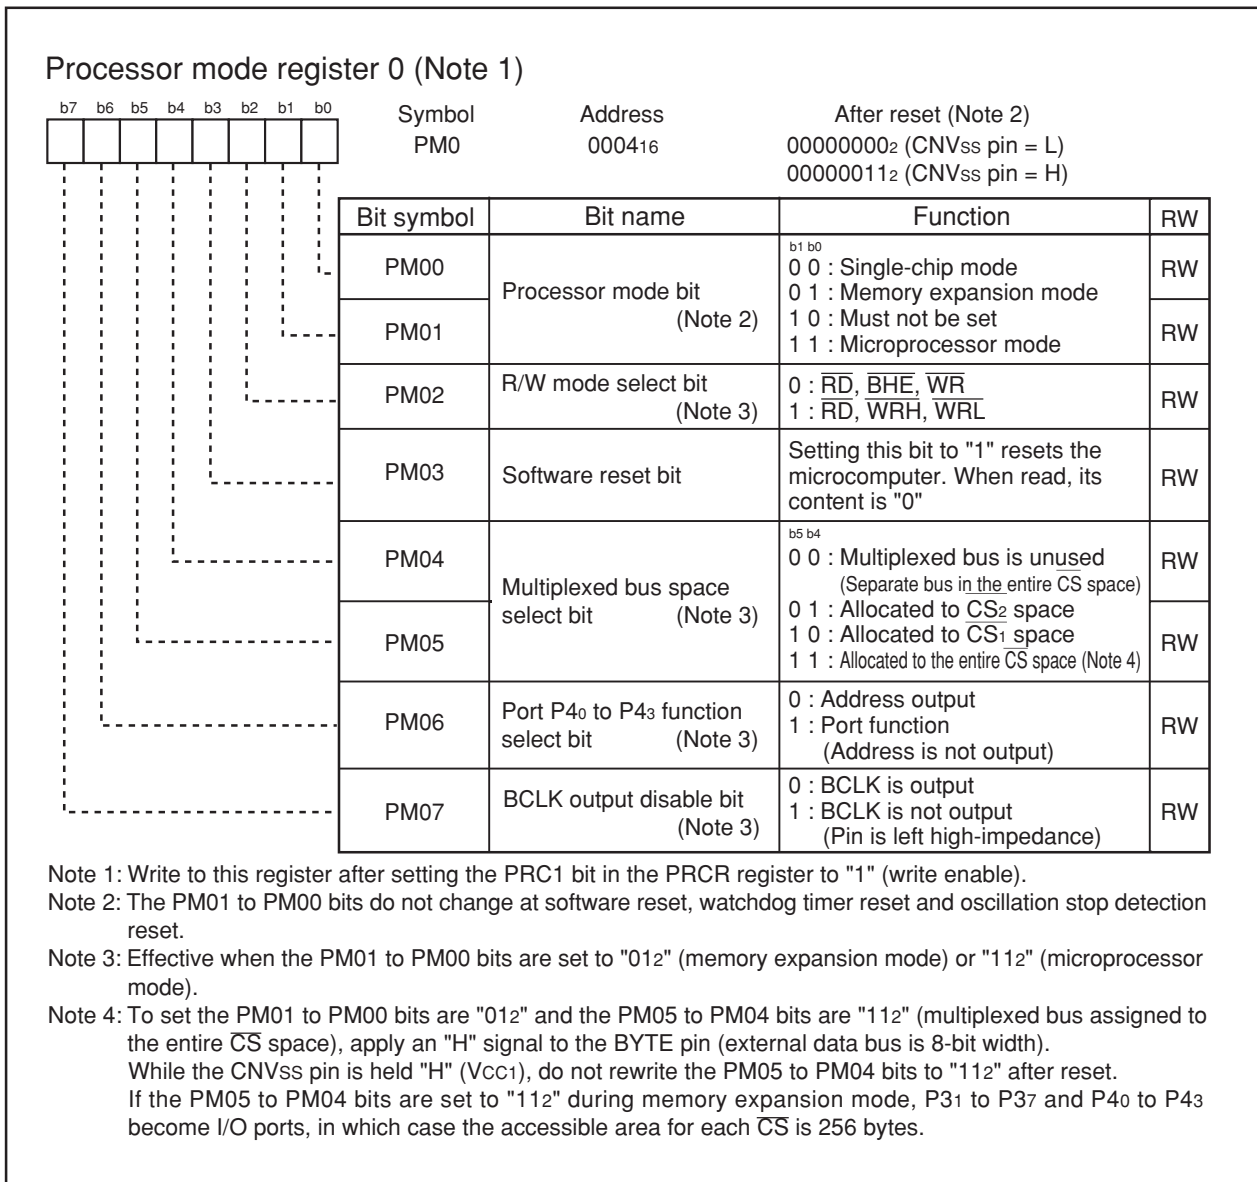 Processor mode register 0 (Note 1)
b7 b6 b5 b4 b3 b2 b1 b0
Symbol Address After reset (Note 2)
PM0 000416 000000002 (CNVSS pin = L)
000000112 (CNVSS pin = H)
Bit symbol Bit name Function RW
PM00
PM01
Processor mode bit
(Note 2)
b1 b0
0 0 : Single-chip mode
0 1 : Memory expansion mode
1 0 : Must not be set
1 1 : Microprocessor mode
RW
RW
PM02
R/W mode select bit
(Note 3)
0 : RD, BHE, WR
1 : RD, WRH, WRL
RW
PM03
Software reset bit
Setting this bit to "1" resets the
microcomputer. When read, its
content is "0"
RW
PM04
PM05
Multiplexed bus space
select bit (Note 3)
b5 b4
0 0 : Multiplexed bus is unused
(Separate bus in the entire CS space)
0 1 : Allocated to CS2 space
1 0 : Allocated to CS1 space
1 1 : Allocated to the entire CS space (Note 4)
RW
RW
PM06
Port P40 to P43 function
select bit (Note 3)
0 : Address output
1 : Port function
(Address is not output)
RW
PM07
BCLK output disable bit
(Note 3)
0 : BCLK is output
1 : BCLK is not output
(Pin is left high-impedance)
RW
Note 1: Write to this register after setting the PRC1 bit in the PRCR register to "1" (write enable).
Note 2: The PM01 to PM00 bits do not change at software reset, watchdog timer reset and oscillation stop detection
reset.
Note 3: Effective when the PM01 to PM00 bits are set to "012" (memory expansion mode) or "112" (microprocessor
mode).
Note 4: To set the PM01 to PM00 bits are "012" and the PM05 to PM04 bits are "112" (multiplexed bus assigned to
the entire CS space), apply an "H" signal to the BYTE pin (external data bus is 8-bit width).
While the CNVSS pin is held "H" (VCC1), do not rewrite the PM05 to PM04 bits to "112" after reset.
If the PM05 to PM04 bits are set to "112" during memory expansion mode, P31 to P37 and P40 to P43
become I/O ports, in which case the accessible area for each CS is 256 bytes.